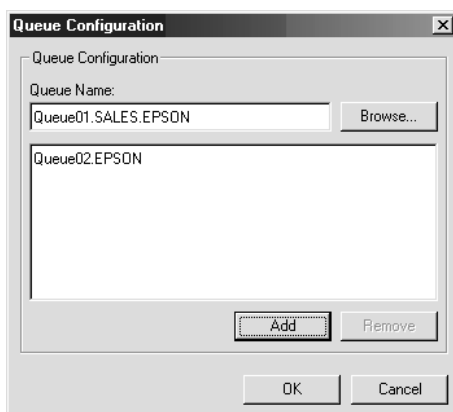 Queue Configuration
Queue Configuration
Queue Name:
Queue01.SALES.EPSON
Browse...
Queue02.EPSON
Add
Remove
OK
Cancel